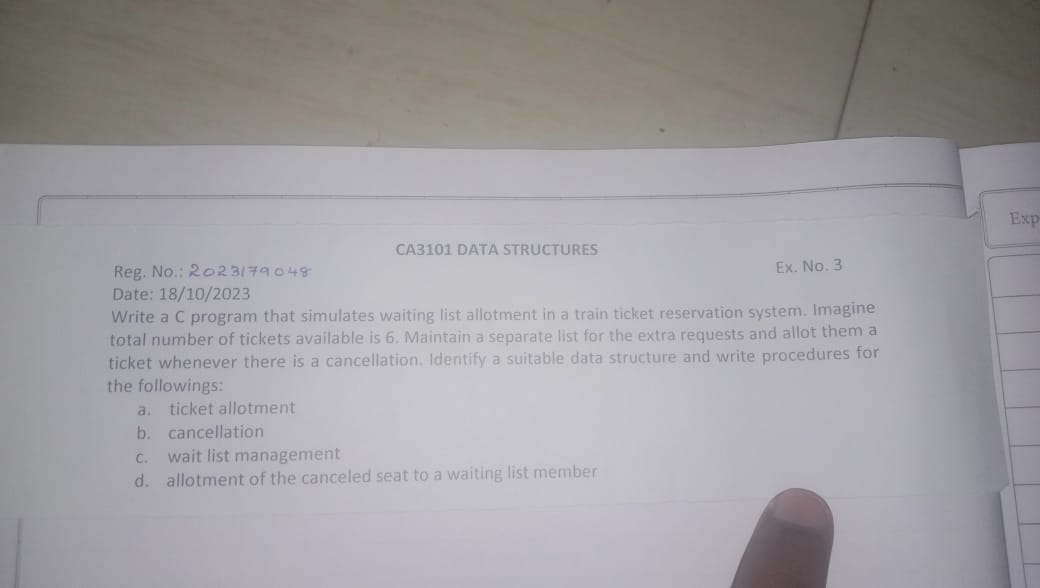 Exp
CA3101 DATA STRUCTURES
Reg. No.: 2023179048
Ex. No. 3
Date: 18/10/2023
Write a C program that simulates waiting list allotment in a train ticket reservation system. Imagine
total number of tickets available is 6. Maintain a separate list for the extra requests and allot them a
ticket whenever there is a cancellation. Identify a suitable data structure and write procedures for
the followings:
a. ticket allotment
b. cancellation
c. wait list management
d. allotment of the canceled seat to a waiting list member